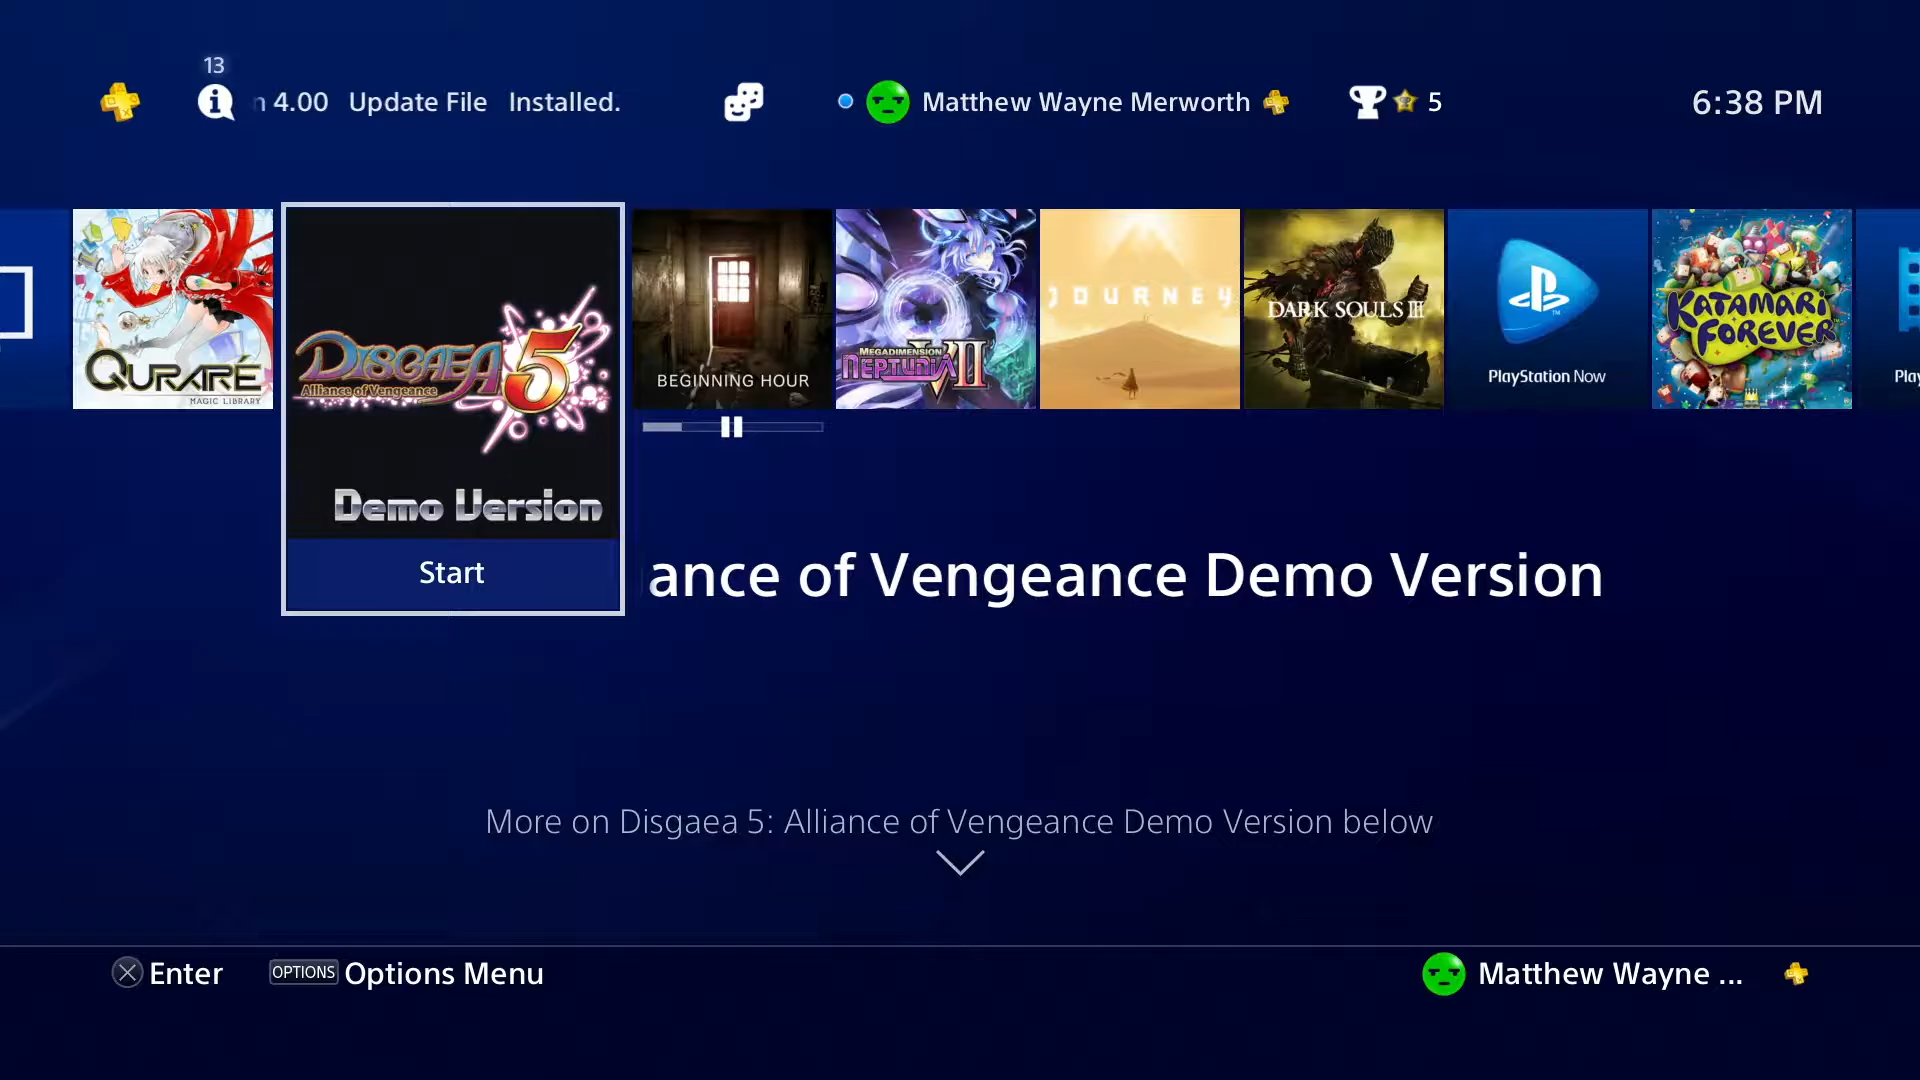 13
n 4.00 Update File Installed.
Matthew Wayne Merworth
5
6:38 PM
QURARÉ
MAGIC LIBRARY
DISGAEA 5
Alliance of Vengeance
Demo Version
Start
BEGINNING HOUR
MEGADIMENSION
NEPTUNIA VII
JOURNEY
DARK SOULS III
PlayStation Now
KATAMARI
FOREVER
Play
ance of Vengeance Demo Version
More on Disgaea 5: Alliance of Vengeance Demo Version below
Enter
OPTIONS Options Menu
Matthew Wayne ...